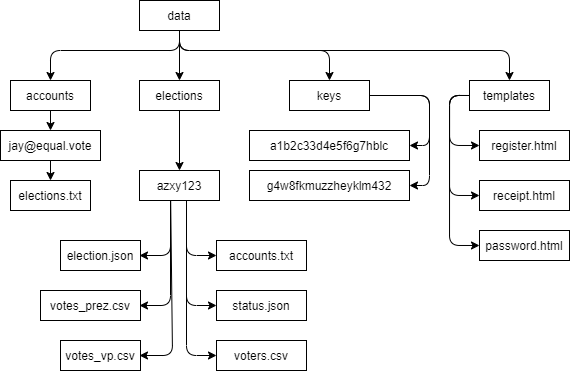 data
accounts
elections
keys
templates
jay@equal.vote
a1b2c33d4e5f6g7hblc
register.html
elections.txt
azxy123
g4w8fkmuzzheyklm432
receipt.html
election.json
accounts.txt
password.html
votes_prez.csv
status.json
votes_vp.csv
voters.csv